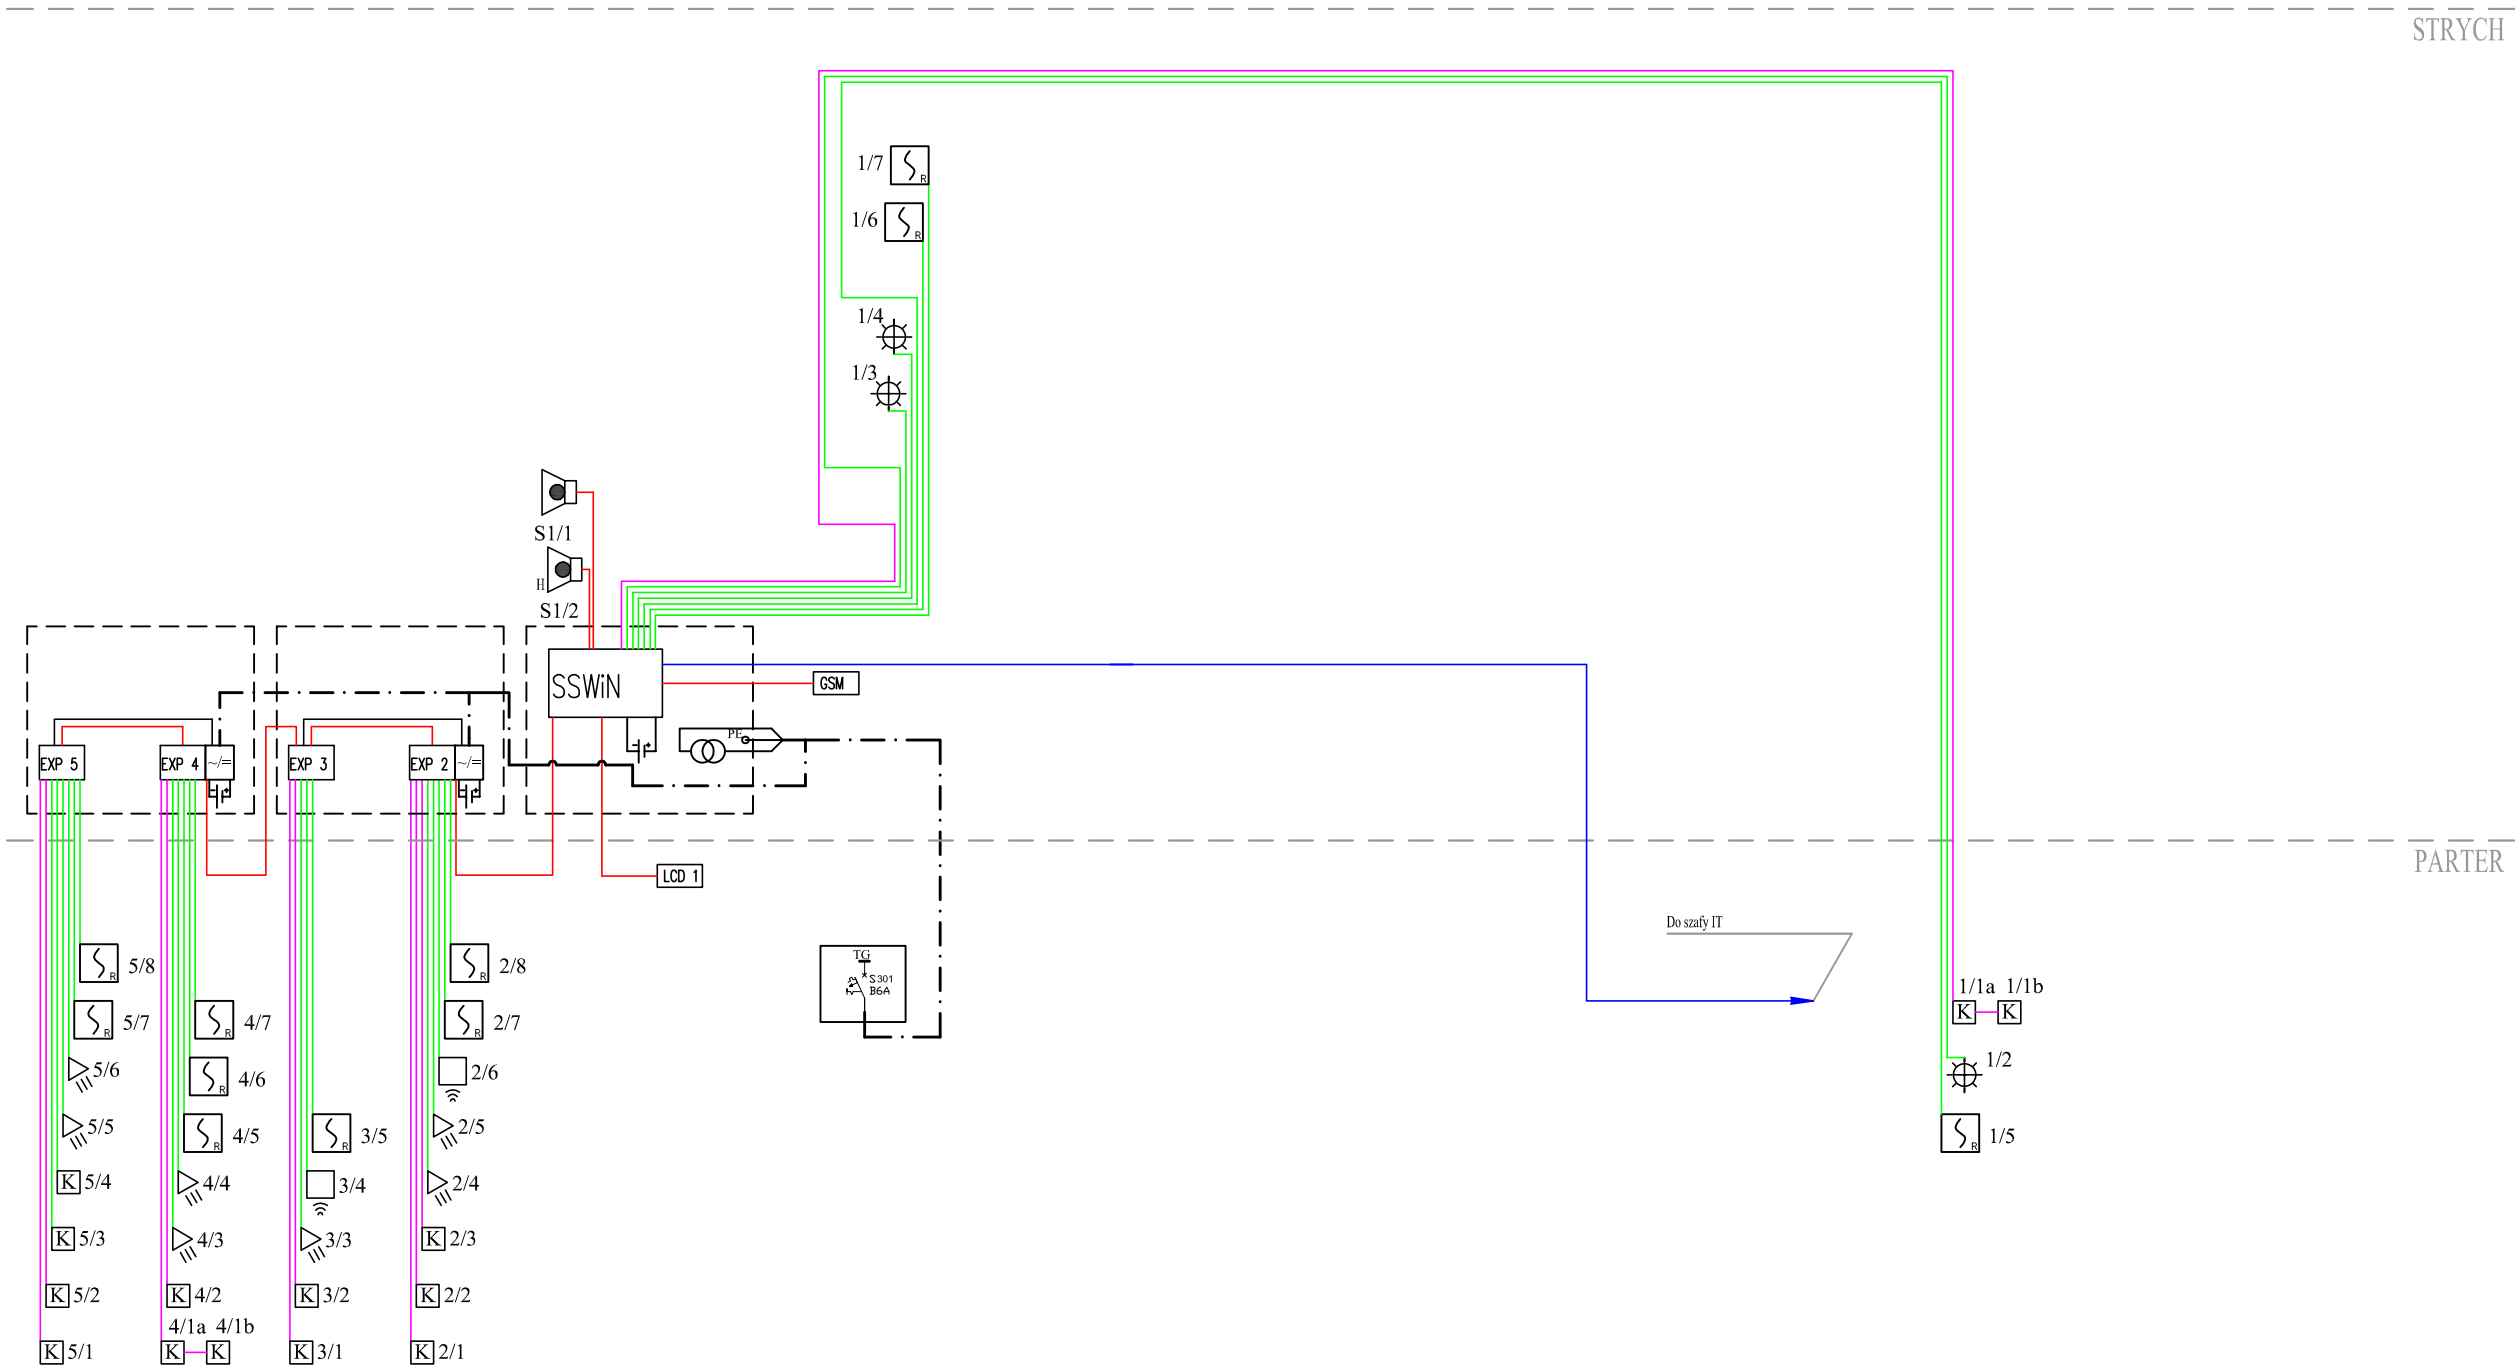 STRYCH
1/7
R
1/6
R
1/4
1/3
S1/1
H
S1/2
SSWiN
GSM
PE
EXP 5
EXP 4
~/=
EXP 3
EXP 2
~/=
- +
- +
- +
PARTER
LCD 1
Do szafy IT
TG
S301
B6A
R 5/8
R 2/8
R 5/7
R 4/7
R 2/7
1/1a 1/1b
K K
5/6
R 4/6
2/6
1/2
5/5
R 4/5
R 3/5
2/5
R 1/5
K 5/4
4/4
3/4
2/4
K 5/3
4/3
3/3
K 2/3
K 5/2
K 4/2
K 3/2
K 2/2
4/1a 4/1b
K 5/1
K K
K 3/1
K 2/1